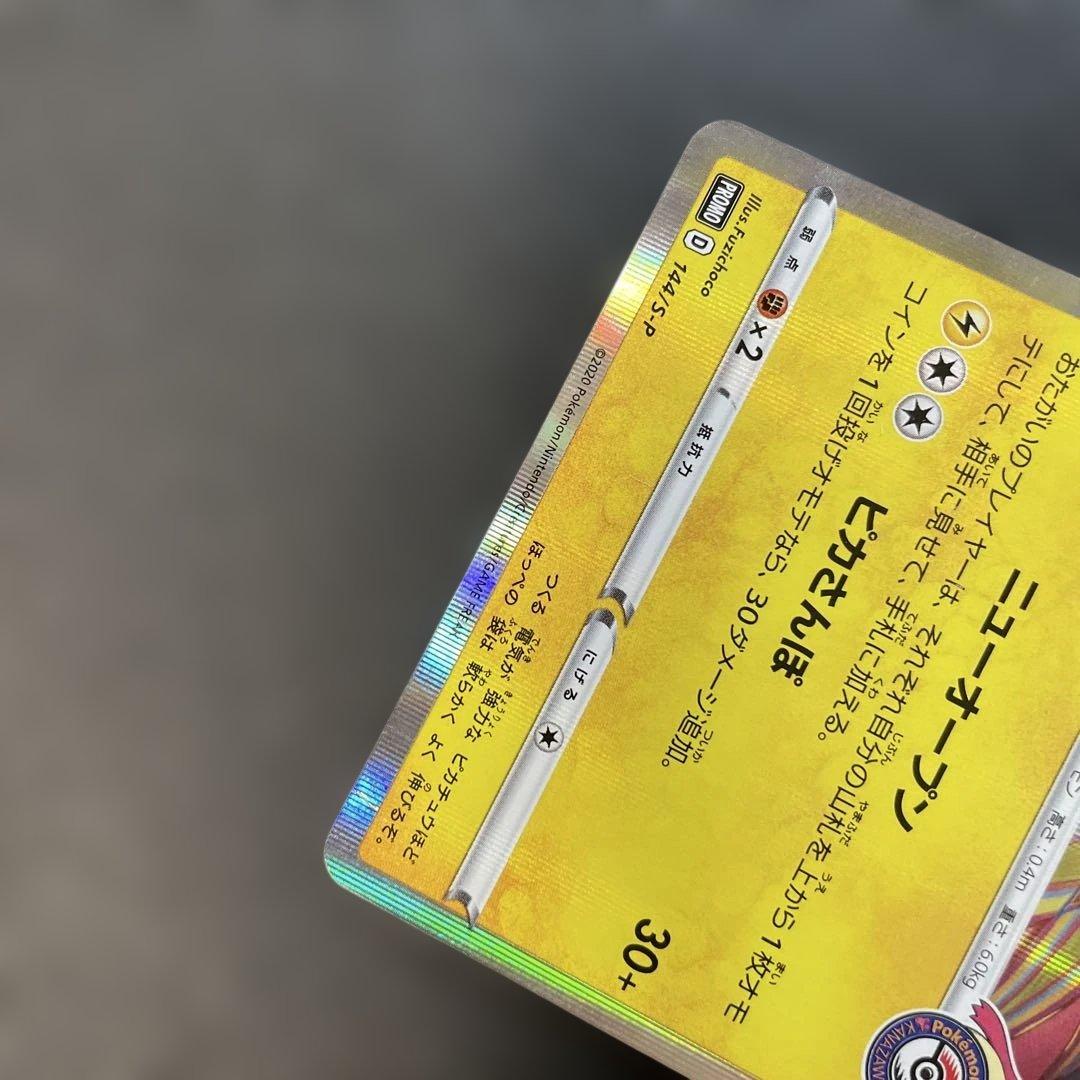 Pokémon
KANAZAWA
高さ：0.4m 重さ：6.0kg
ニューオープン
おたがいのプレイヤーは、それぞれ自分の山札を上から1枚オモ
テにして、相手に見せて、手札に加える。
ピカさんぽ 30+
コインを1回投げオモテなら、30ダメージ追加。
弱点 ×2 抵抗力 にげる
Illus.Fuzichoco
PROMO D 144/S-P
つくる 電気が 強力な ピカチュウほど
ほっぺの 袋は 軟らかく よく 伸びるぞ。
©2020 Pokémon/Nintendo/ /GAME FREAK